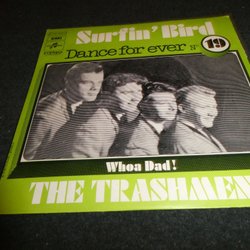 Surfin' Bird
Dance for ever N° 19
Whoa Dad!
THE TRASHMEN